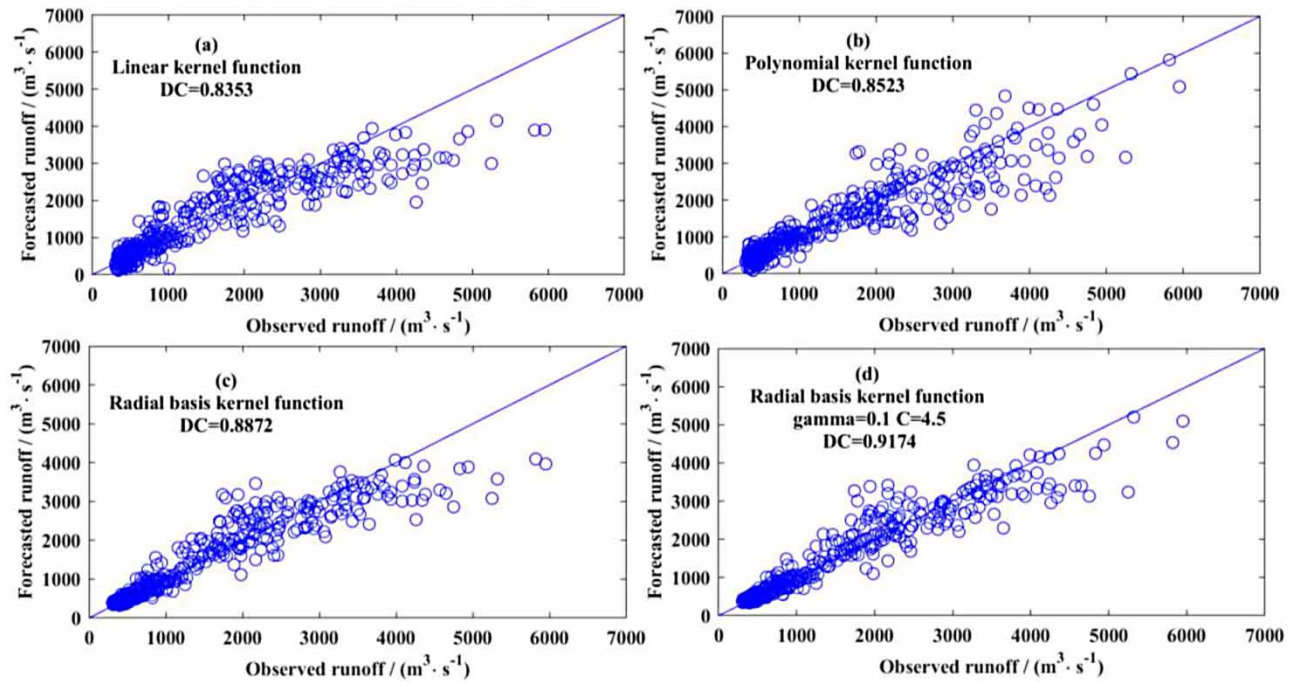 (a)
Linear kernel function
DC=0.8353
Forecasted runoff / (m³· s⁻¹)
7000
6000
5000
4000
3000
2000
1000
0
0 1000 2000 3000 4000 5000 6000 7000
Observed runoff / (m³· s⁻¹)
(b)
Polynomial kernel function
DC=0.8523
Forecasted runoff / (m³· s⁻¹)
7000
6000
5000
4000
3000
2000
1000
0
0 1000 2000 3000 4000 5000 6000 7000
Observed runoff / (m³· s⁻¹)
(c)
Radial basis kernel function
DC=0.8872
Forecasted runoff / (m³· s⁻¹)
7000
6000
5000
4000
3000
2000
1000
0
0 1000 2000 3000 4000 5000 6000 7000
Observed runoff / (m³· s⁻¹)
(d)
Radial basis kernel function
gamma=0.1 C=4.5
DC=0.9174
Forecasted runoff / (m³· s⁻¹)
7000
6000
5000
4000
3000
2000
1000
0
0 1000 2000 3000 4000 5000 6000 7000
Observed runoff / (m³· s⁻¹)